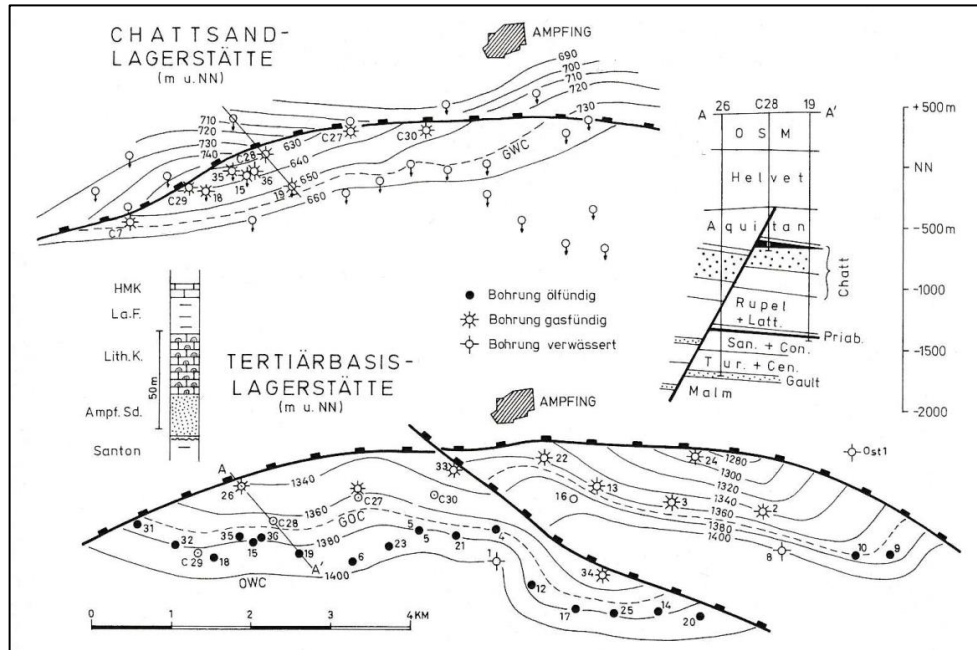 CHATTSAND-
LAGERSTÄTTE
(m u. NN)
AMPFING
690
700
710
720
730
710
720
730
740
630
640
650
660
GWC
C27
C30
C28
35
15
36
C29
18
19
C7
A 26 C28 19 A'
OSM
Helvet
Aquitan
Chatt
Rupel
+ Latt.
Priab.
San. + Con.
Tur. + Cen.
Gault
Malm
+500m
NN
-500m
-1000
-1500
-2000
HMK
La.F.
Lith.K.
50m
Ampf. Sd.
Santon
Bohrung ölfündig
Bohrung gasfündig
Bohrung verwässert
TERTIÄRBASIS-
LAGERSTÄTTE
(m u. NN)
AMPFING
Ost1
1280
1300
1320
1340
1360
1380
1400
1340
1360
GOC
1380
1400
OWC
A
26
C27
C30
33
22
24
13
16
3
2
31
C28
32
35
36
15
C29
18
19
A'
6
23
5
5
21
4
1
8
10
9
34
12
17
25
14
20
0 1 2 3 4 KM